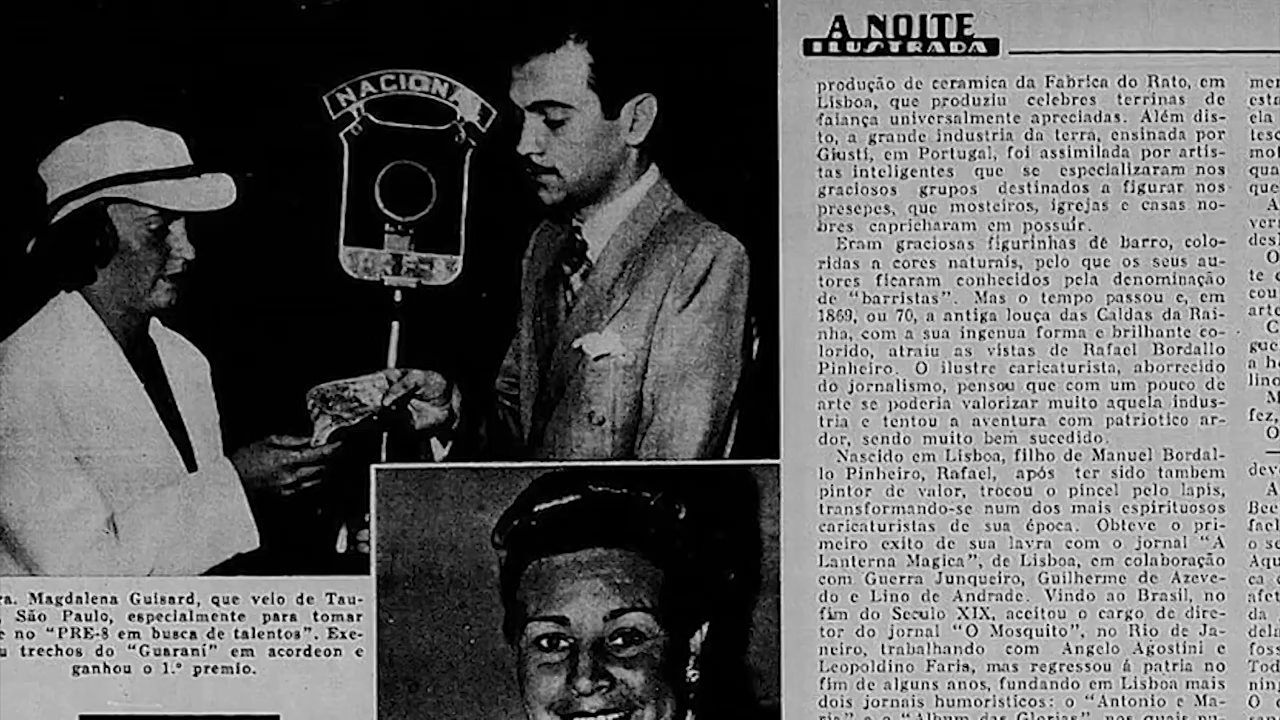 NACIONAL
ra. Magdalena Guisard, que veio de Tau-
, São Paulo, especialmente para tomar
e no "PRE-8 em busca de talentos". Exe-
u trechos do "Guaraní" em acordeon e
ganhou o 1.º premio.
A NOITE
ILUSTRADA
produção de ceramica da Fabrica do Rato, em
Lisboa, que produziu celebres terrinas de
faiança universalmente apreciadas. Além dis-
to, a grande industria da terra, ensinada por
Giusti, em Portugal, foi assimilada por artis-
tas inteligentes que se especializaram nos
graciosos grupos destinados a figurar nos
presepes, que mosteiros, igrejas e casas no-
bres capricharam em possuir.
Eram graciosas figurinhas de barro, colo-
ridas a cores naturais, pelo que os seus au-
tores ficaram conhecidos pela denominação
de "barristas". Mas o tempo passou e, em
1869, ou 70, a antiga louça das Caldas da Rai-
nha, com a sua ingenua forma e brilhante co-
lorido, atraiu as vistas de Rafael Bordallo
Pinheiro. O ilustre caricaturista, aborrecido
do jornalismo, pensou que com um pouco de
arte se poderia valorizar muito aquela indus-
tria e tentou a aventura com patriotico ar-
dor, sendo muito bem sucedido.
Nascido em Lisboa, filho de Manuel Bordal-
lo Pinheiro, Rafael, após ter sido tambem
pintor de valor, trocou o pincel pelo lapis,
transformando-se num dos mais espirituosos
caricaturistas de sua época. Obteve o pri-
meiro exito de sua lavra com o jornal "A
Lanterna Magica", de Lisboa, em colaboração
com Guerra Junqueiro, Guilherme de Azeve-
do e Lino de Andrade. Vindo ao Brasil, no
fim do Seculo XIX, aceitou o cargo de dire-
tor do jornal "O Mosquito", no Rio de Ja-
neiro, trabalhando com Angelo Agostini e
Leopoldino Faria, mas regressou á patria no
fim de alguns anos, fundando em Lisboa mais
dois jornais humoristicos: o "Antonio e Ma-
ria" e o "Album das Glorias", nos quais